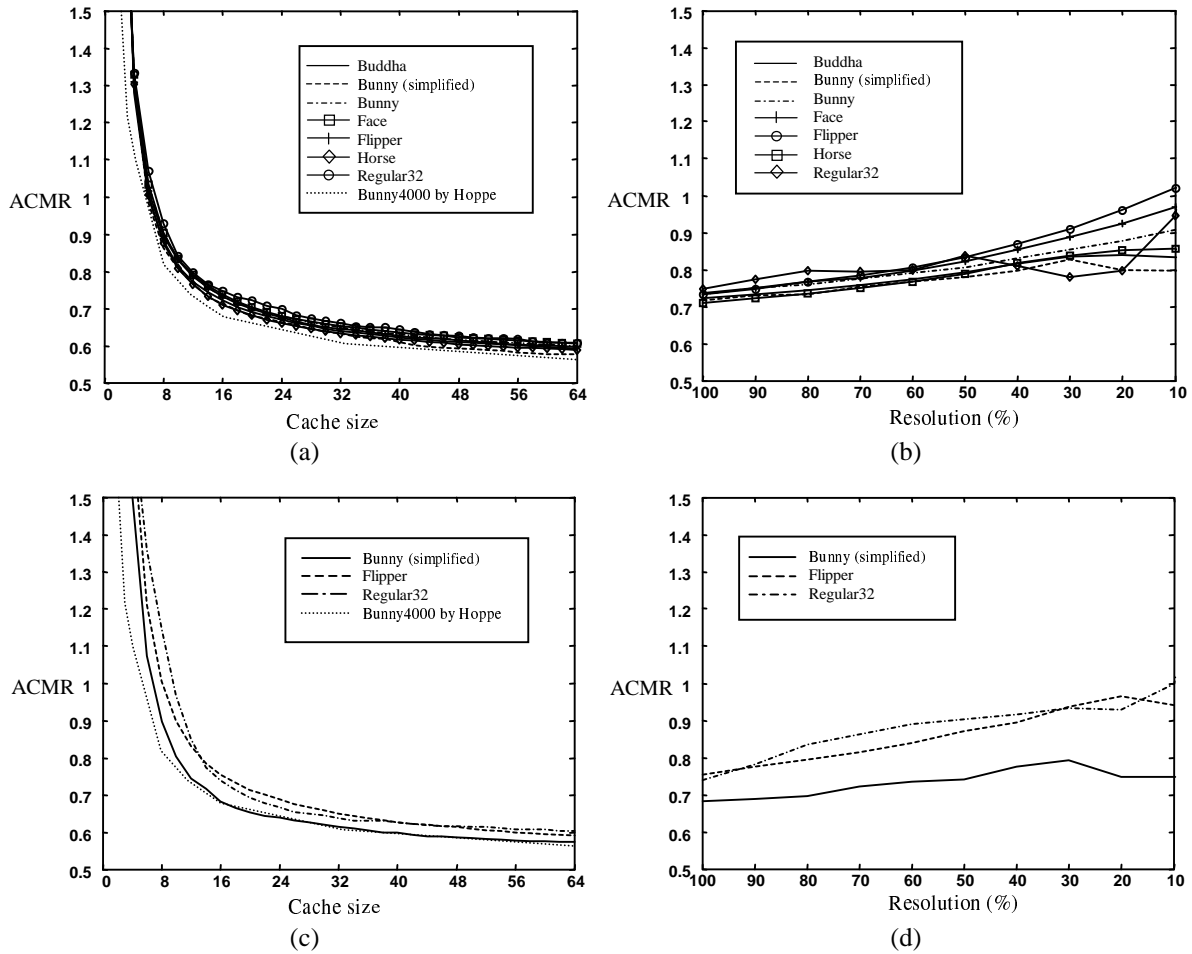 1.5
1.4
1.3
1.2
1.1
1
0.9
0.8
0.7
0.6
0.5
ACMR
Buddha
Bunny (simplified)
Bunny
Face
Flipper
Horse
Regular32
Bunny4000 by Hoppe
0 8 16 24 32 40 48 56 64
Cache size
(a)
1.5
1.4
1.3
1.2
1.1
1
0.9
0.8
0.7
0.6
0.5
ACMR
Buddha
Bunny (simplified)
Bunny
Face
Flipper
Horse
Regular32
100 90 80 70 60 50 40 30 20 10
Resolution (%)
(b)
1.5
1.4
1.3
1.2
1.1
1
0.9
0.8
0.7
0.6
0.5
ACMR
Bunny (simplified)
Flipper
Regular32
Bunny4000 by Hoppe
0 8 16 24 32 40 48 56 64
Cache size
(c)
1.5
1.4
1.3
1.2
1.1
1
0.9
0.8
0.7
0.6
0.5
ACMR
Bunny (simplified)
Flipper
Regular32
100 90 80 70 60 50 40 30 20 10
Resolution (%)
(d)